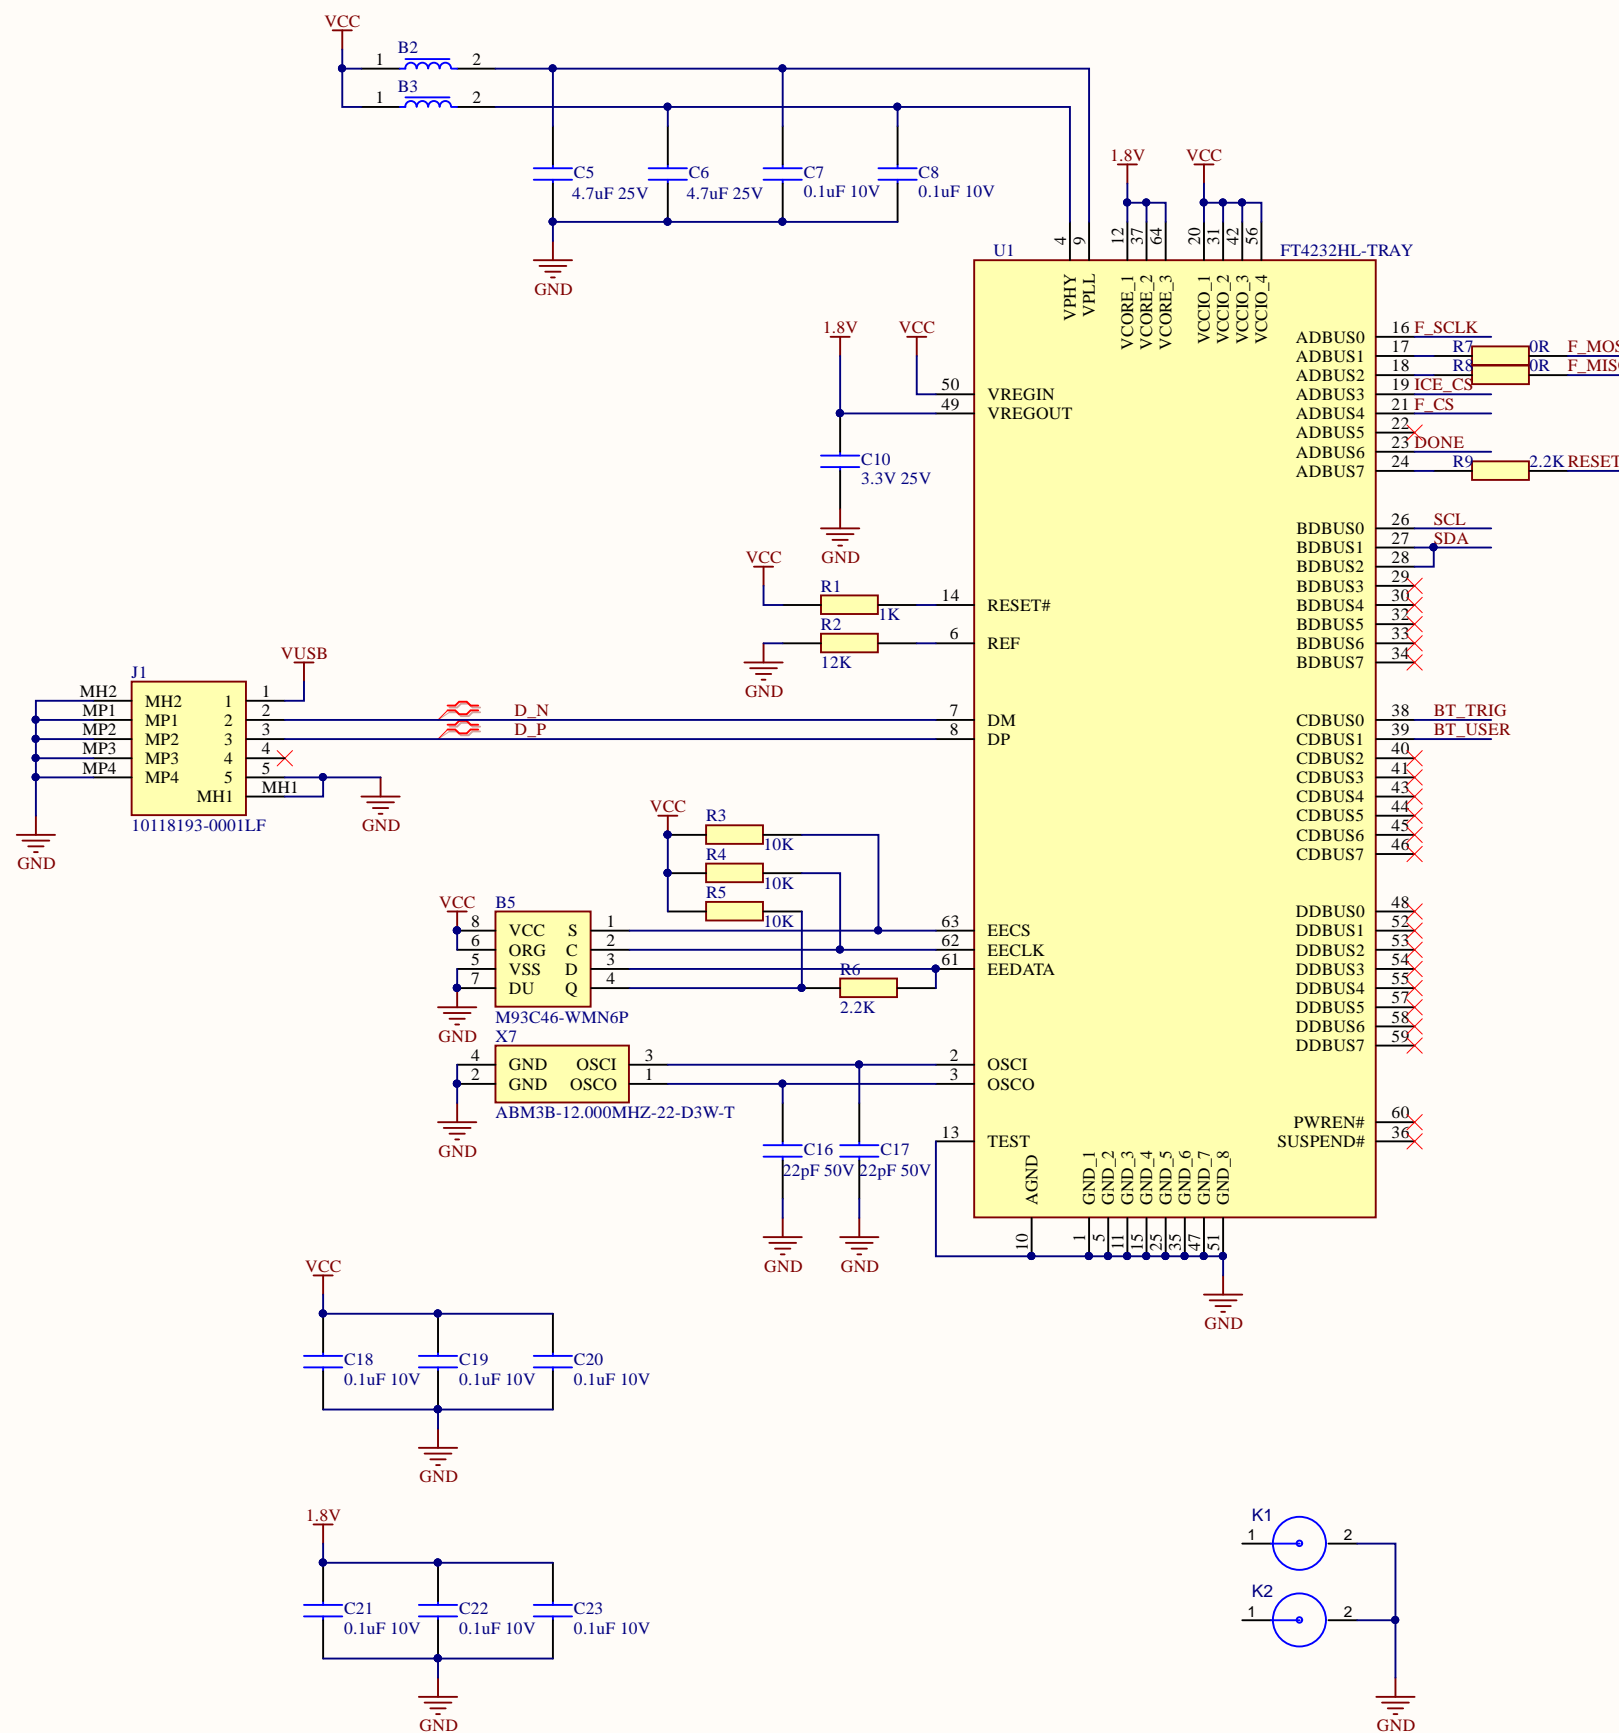 VCC
1 B2 2
1 B3 2
C5
4.7uF 25V
C6
4.7uF 25V
C7
0.1uF 10V
C8
0.1uF 10V
GND
1.8V
VCC
4 9 12 37 64 20 31 42 56
U1
FT4232HL-TRAY
VPHY VPLL VCORE_1 VCORE_2 VCORE_3 VCCIO_1 VCCIO_2 VCCIO_3 VCCIO_4
1.8V
VCC
50 VREGIN
49 VREGOUT
C10
3.3V 25V
GND
ADBUS0 16 F_SCLK
ADBUS1 17 R7 0R F_MOS
ADBUS2 18 R8 0R F_MIS
ADBUS3 19 ICE_CS
ADBUS4 21 F_CS
ADBUS5 22
ADBUS6 23 DONE
ADBUS7 24 R9 2.2K RESET
BDBUS0 26 SCL
BDBUS1 27 SDA
BDBUS2 28
BDBUS3 29
BDBUS4 30
BDBUS5 32
BDBUS6 33
BDBUS7 34
VCC
R1
1K
14 RESET#
R2
12K
6 REF
GND
J1
VUSB
MH2 MH2 1 1
MP1 MP1 2 2 D_N 7 DM
MP2 MP2 3 3 D_P 8 DP
MP3 MP3 4 4
MP4 MP4 5 5
MH1 MH1
10118193-0001LF
GND
GND
CDBUS0 38 BT_TRIG
CDBUS1 39 BT_USER
CDBUS2 40
CDBUS3 41
CDBUS4 43
CDBUS5 44
CDBUS6 45
CDBUS7 46
VCC
R3
10K
R4
10K
R5
10K
VCC
B5
8 VCC S 1 63 EECS
6 ORG C 2 62 EECLK
5 VSS D 3 61 EEDATA
7 DU Q 4 R6
2.2K
M93C46-WMN6P
GND
DDBUS0 48
DDBUS1 52
DDBUS2 53
DDBUS3 54
DDBUS4 55
DDBUS5 57
DDBUS6 58
DDBUS7 59
X7
4 GND OSCI 3 2 OSCI
2 GND OSCO 1 3 OSCO
ABM3B-12.000MHZ-22-D3W-T
GND
13 TEST
PWREN# 60
SUSPEND# 36
C16
22pF 50V
C17
22pF 50V
GND
GND
AGND GND_1 GND_2 GND_3 GND_4 GND_5 GND_6 GND_7 GND_8
10 1 5 11 15 25 35 47 51
GND
VCC
C18
0.1uF 10V
C19
0.1uF 10V
C20
0.1uF 10V
GND
1.8V
C21
0.1uF 10V
C22
0.1uF 10V
C23
0.1uF 10V
GND
K1
1 2
K2
1 2
GND